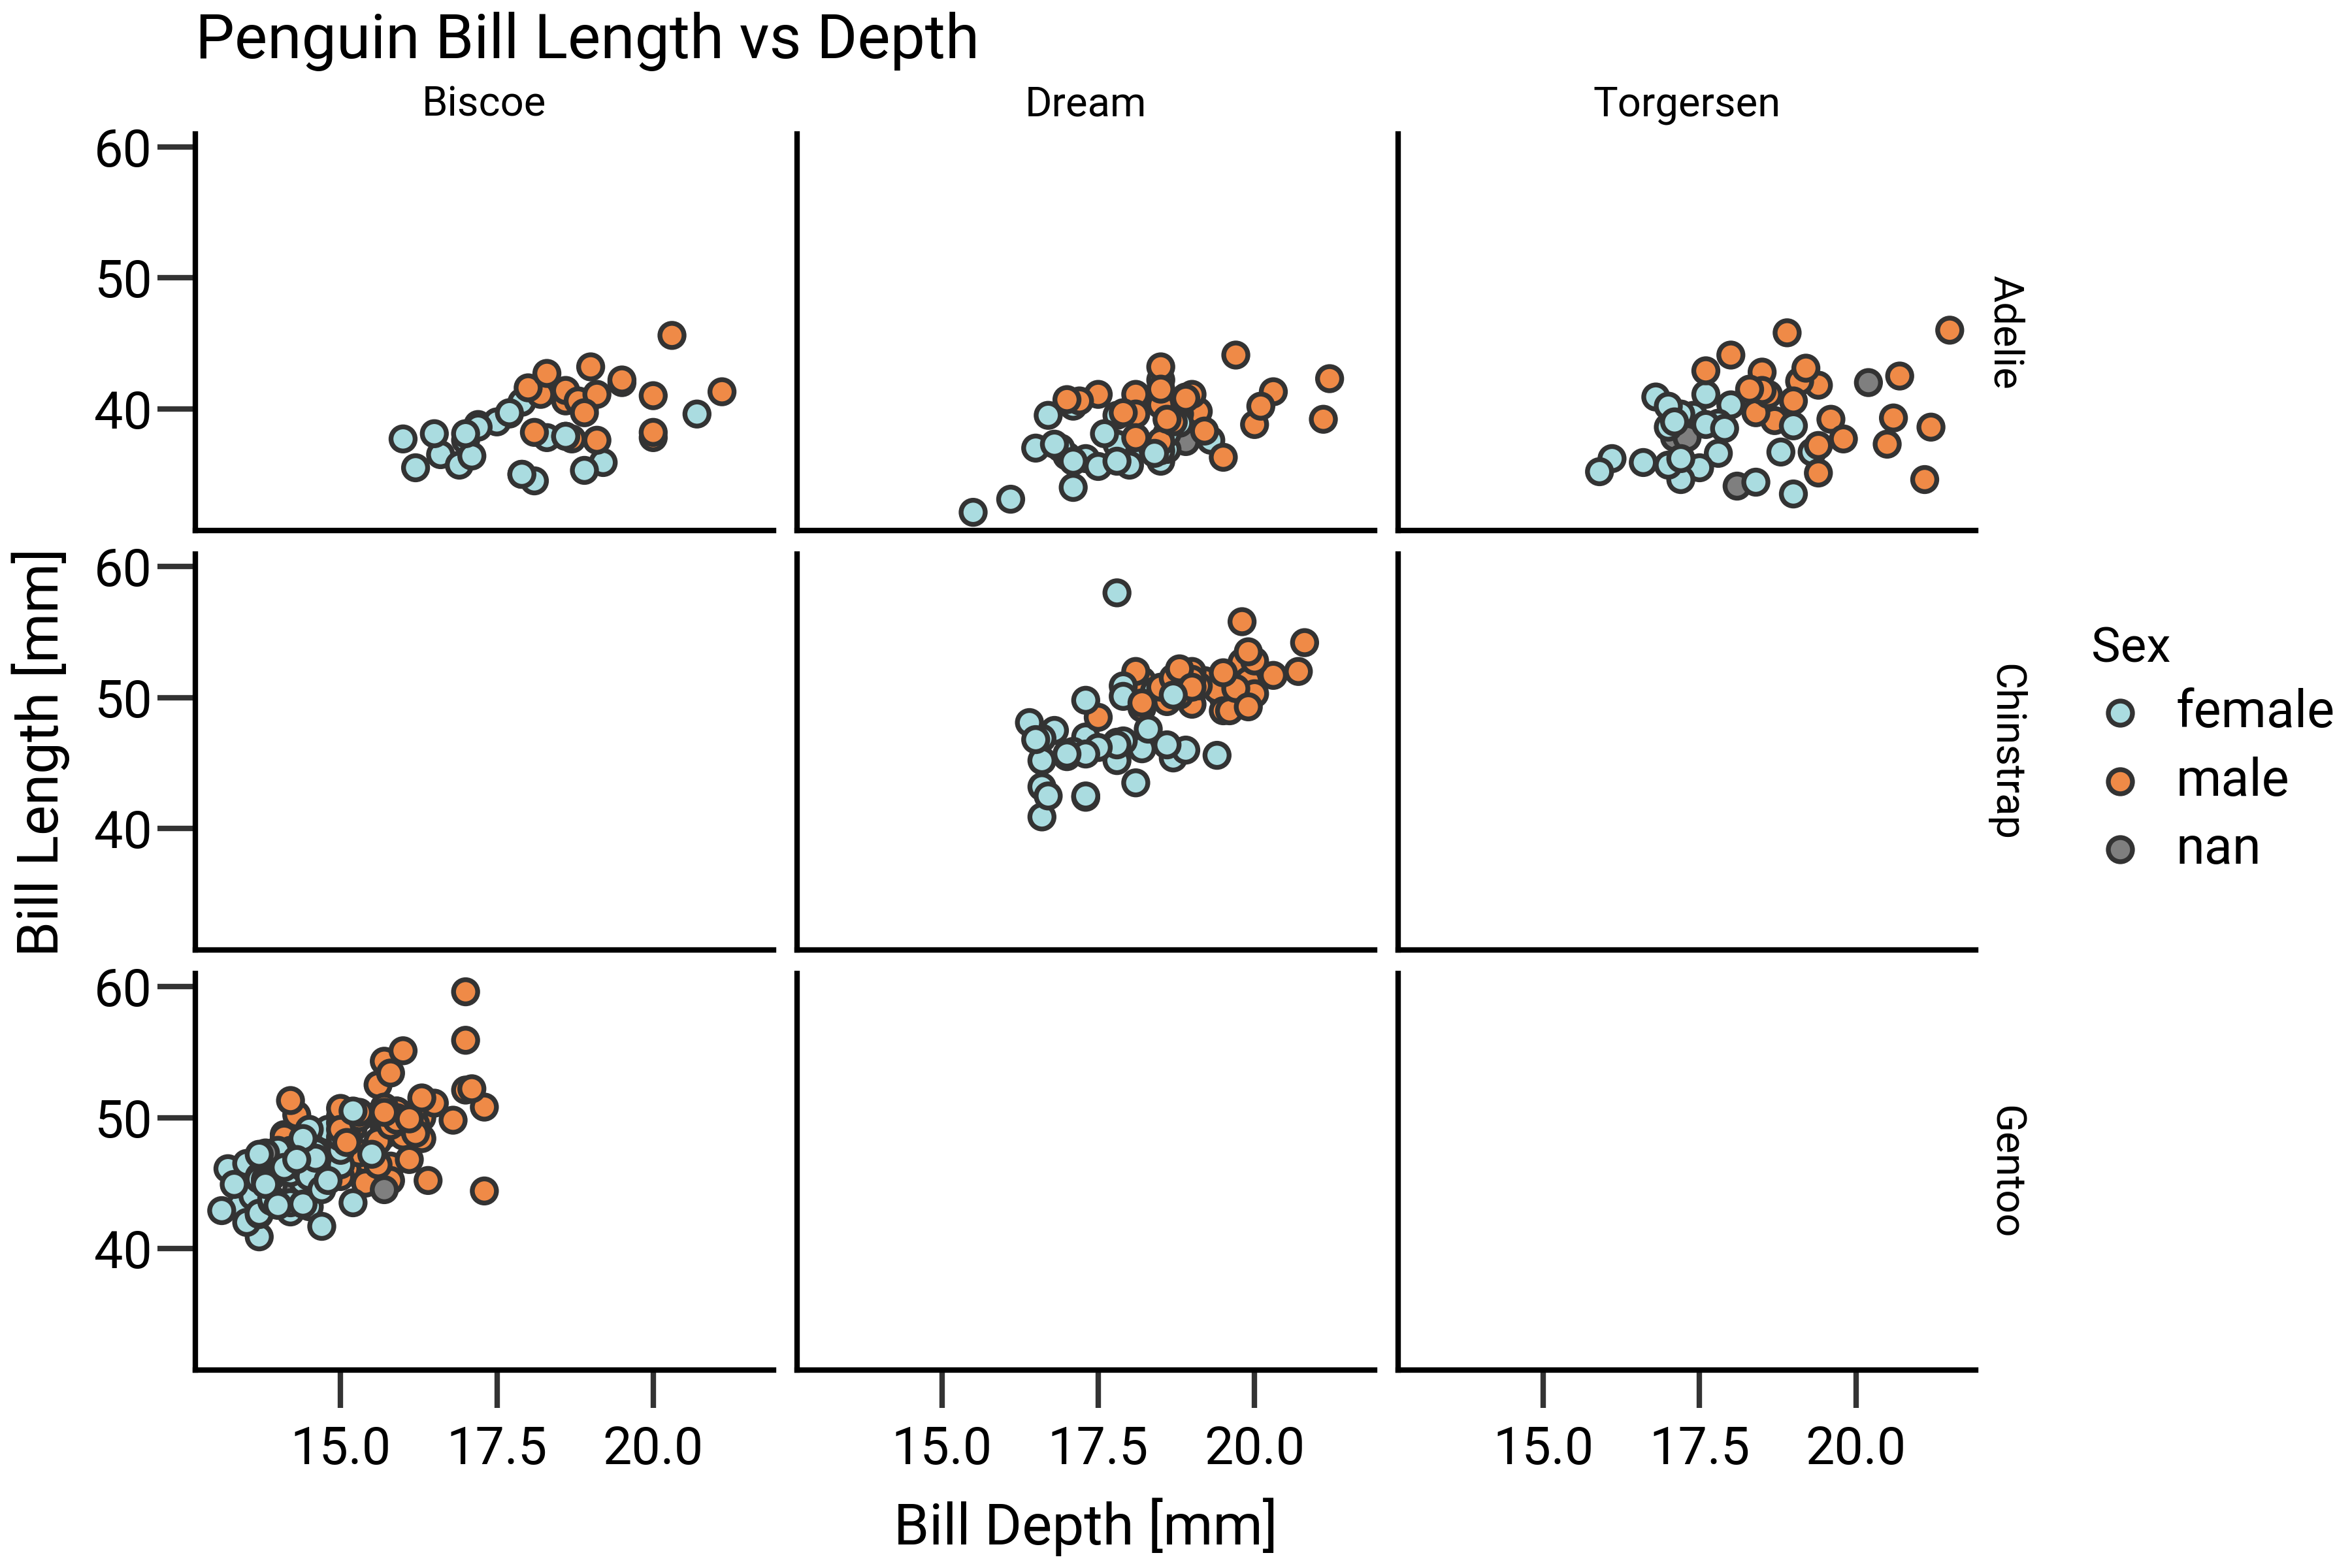 Penguin Bill Length vs Depth
Biscoe
Dream
Torgersen
60
50
40
Adelie
60
50
40
Chinstrap
60
50
40
Gentoo
Bill Length [mm]
15.0
17.5
20.0
15.0
17.5
20.0
15.0
17.5
20.0
Bill Depth [mm]
Sex
female
male
nan